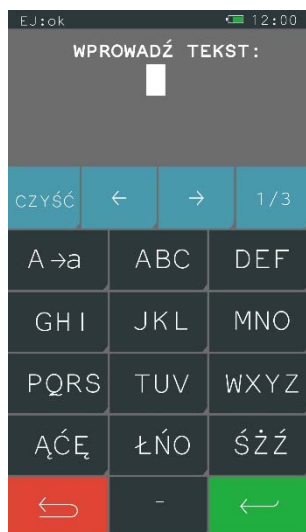 EJ:ok 12:00
WPROWADŹ TEKST:
CZYŚĆ ← → 1/3
A→a ABC DEF
GHI JKL MNO
PQRS TUV WXYZ
ĄĆĘ ŁŃÓ ŚŻŹ
-